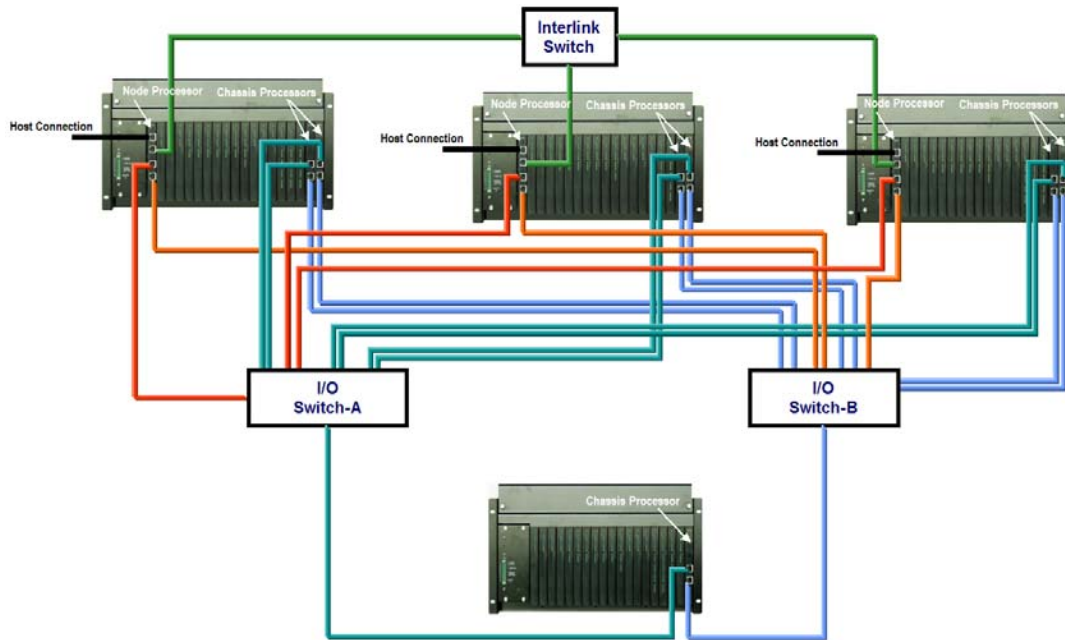 Interlink
Switch
Node Processor
Chassis Processors
Host Connection
Node Processor
Chassis Processors
Host Connection
Node Processor
Chassis Processors
Host Connection
I/O
Switch-A
I/O
Switch-B
Chassis Processor